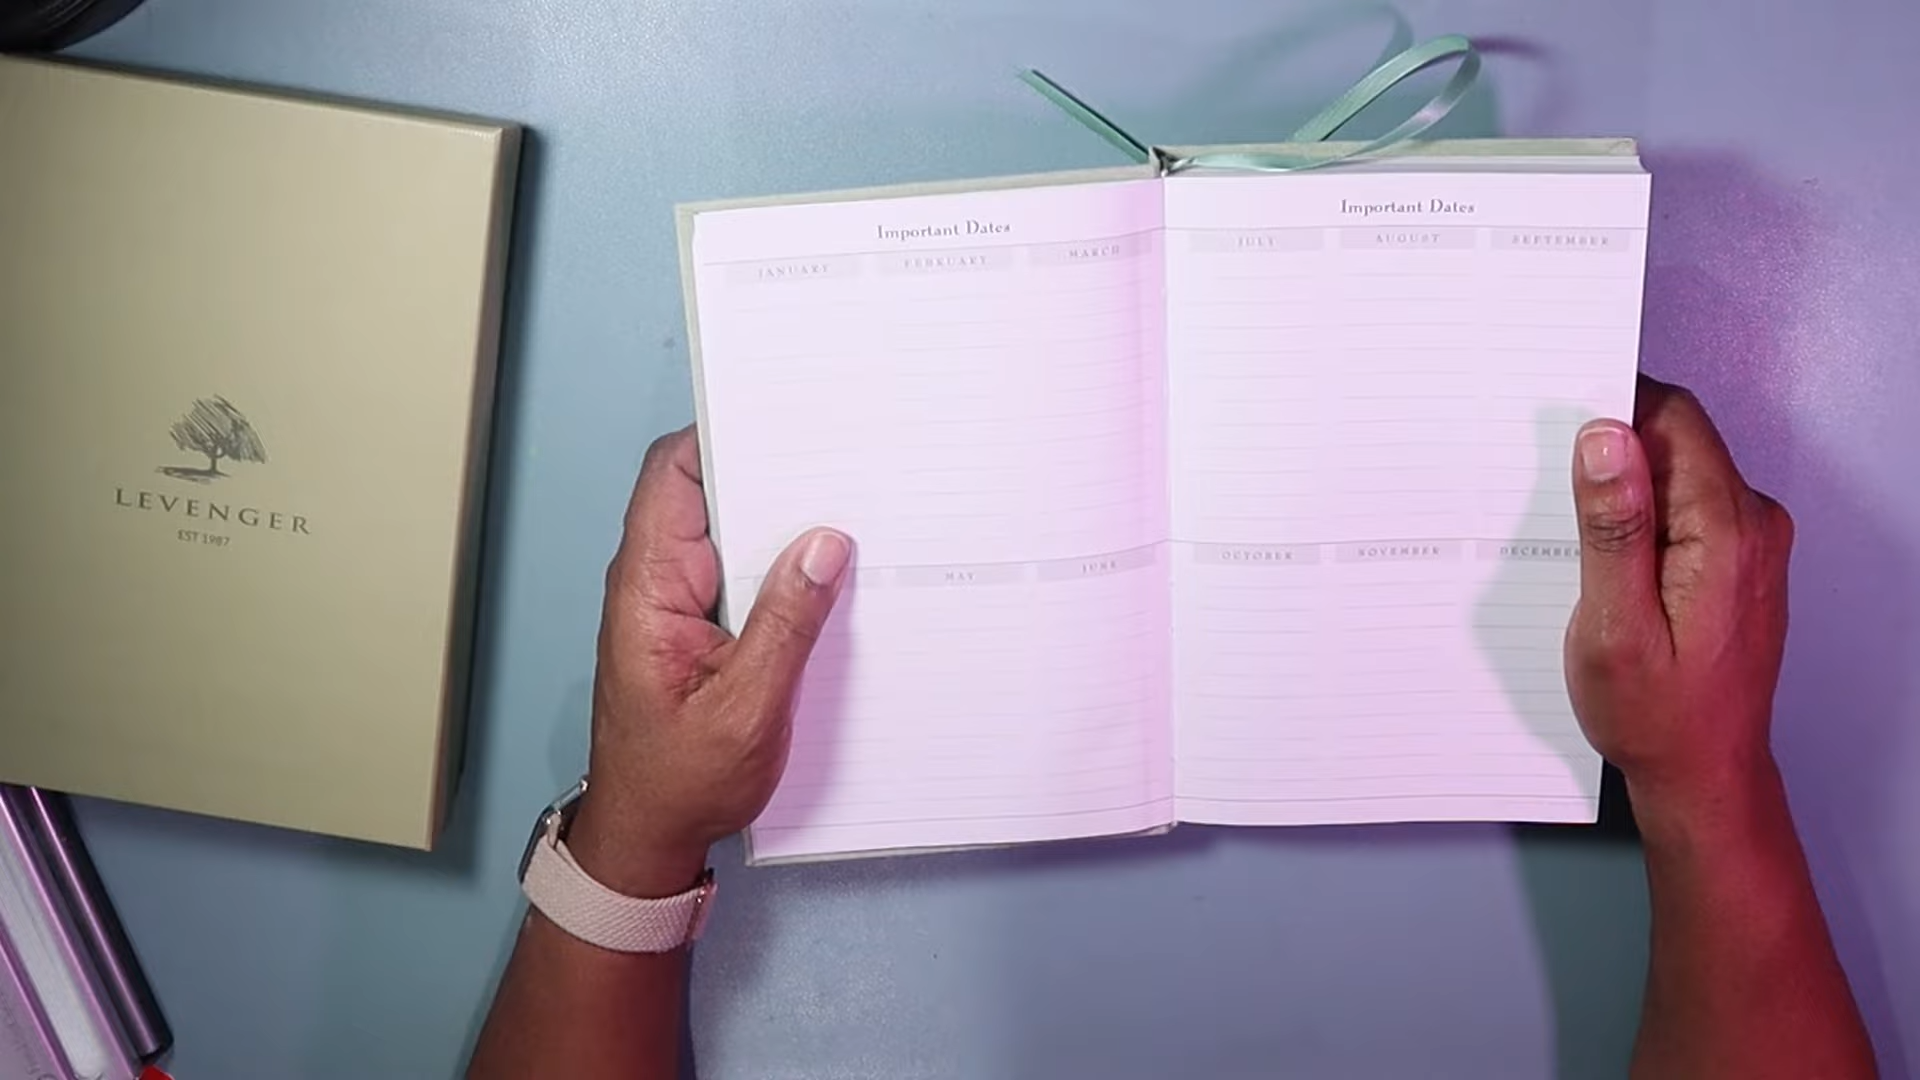 LEVENGER
EST 1987
Important Dates
JANUARY FEBRUARY MARCH
MAY JUNE
Important Dates
JULY AUGUST SEPTEMBER
OCTOBER NOVEMBER DECEMBER